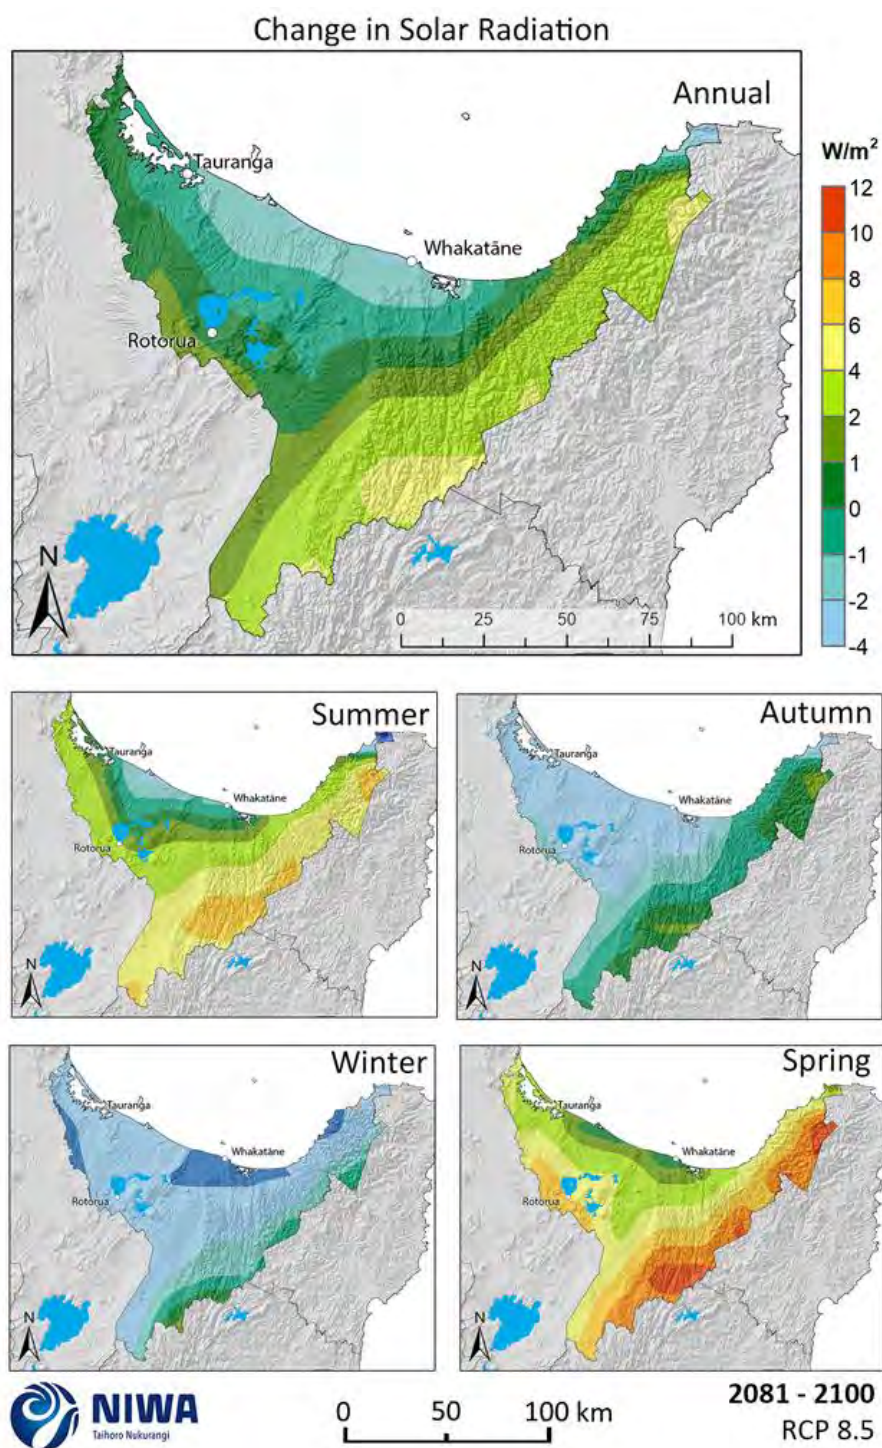 Change in Solar Radiation
Annual
Tauranga
Whakatāne
Rotorua
N
0 25 50 75 100 km
W/m²
12
10
8
6
4
2
1
0
-1
-2
-4
Summer
Tauranga
Whakatāne
Rotorua
N
Autumn
Tauranga
Whakatāne
Rotorua
N
Winter
Tauranga
Whakatāne
Rotorua
N
Spring
Tauranga
Whakatāne
Rotorua
N
NIWA
Taihoro Nukurangi
0 50 100 km
2081 - 2100
RCP 8.5